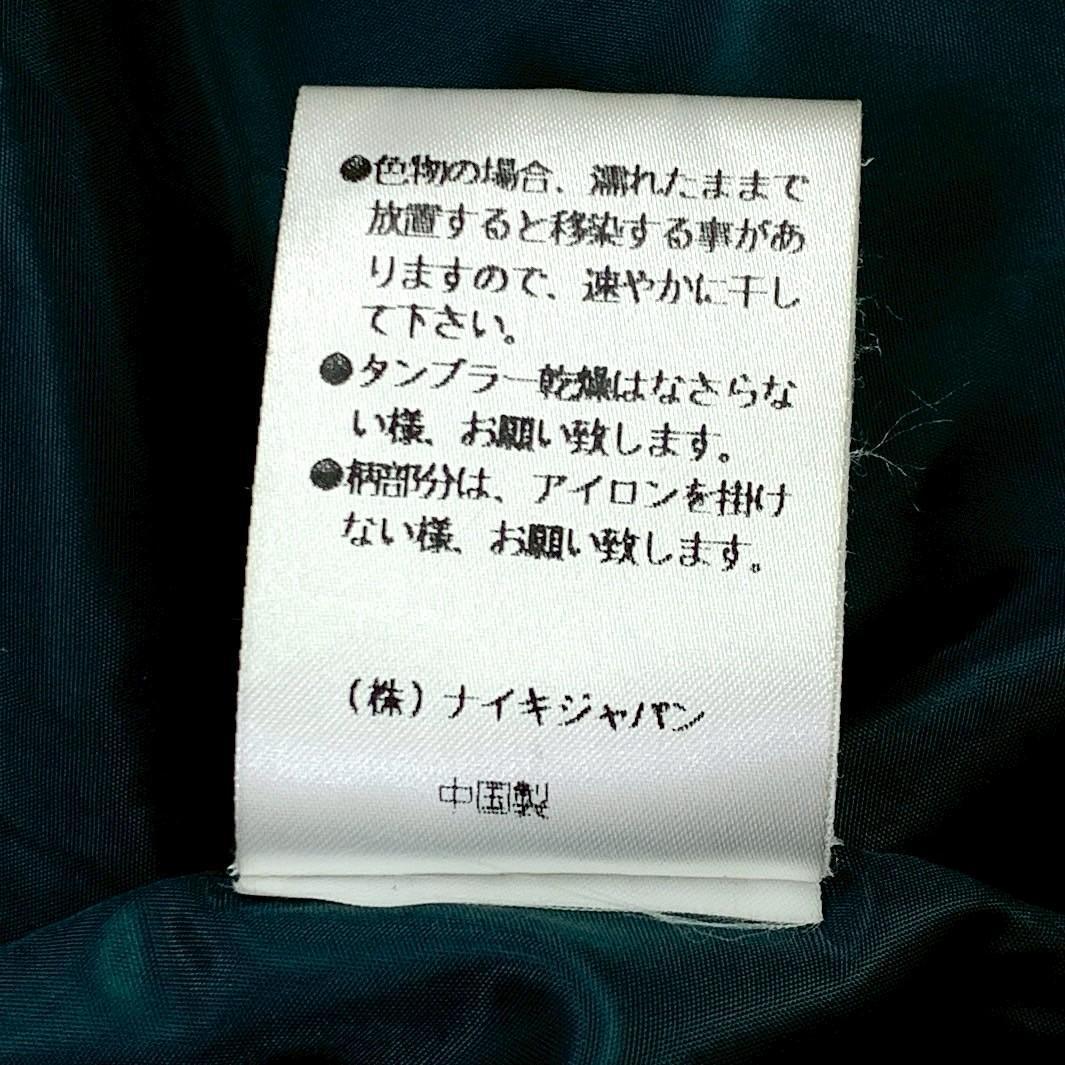 ●色物の場合、濡れたままで
放置すると移染する事があ
りますので、速やかに干し
て下さい。
●タンブラー乾燥はなさらな
い様、お願い致します。
●柄部分は、アイロンを掛け
ない様、お願い致します。
(株)ナイキジャパン
中国製